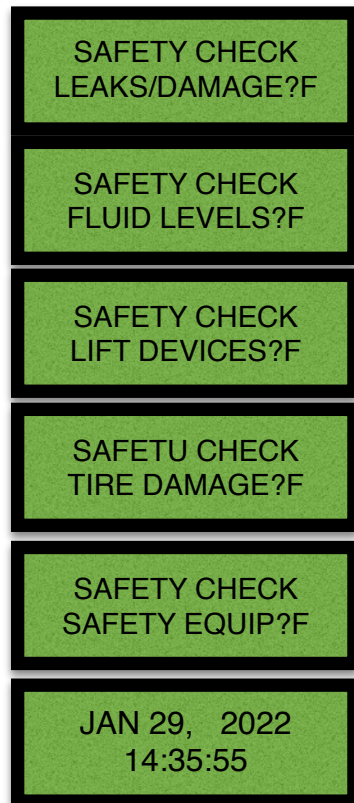 SAFETY CHECK
LEAKS/DAMAGE?F
SAFETY CHECK
FLUID LEVELS?F
SAFETY CHECK
LIFT DEVICES?F
SAFETU CHECK
TIRE DAMAGE?F
SAFETY CHECK
SAFETY EQUIP?F
JAN 29, 2022
14:35:55